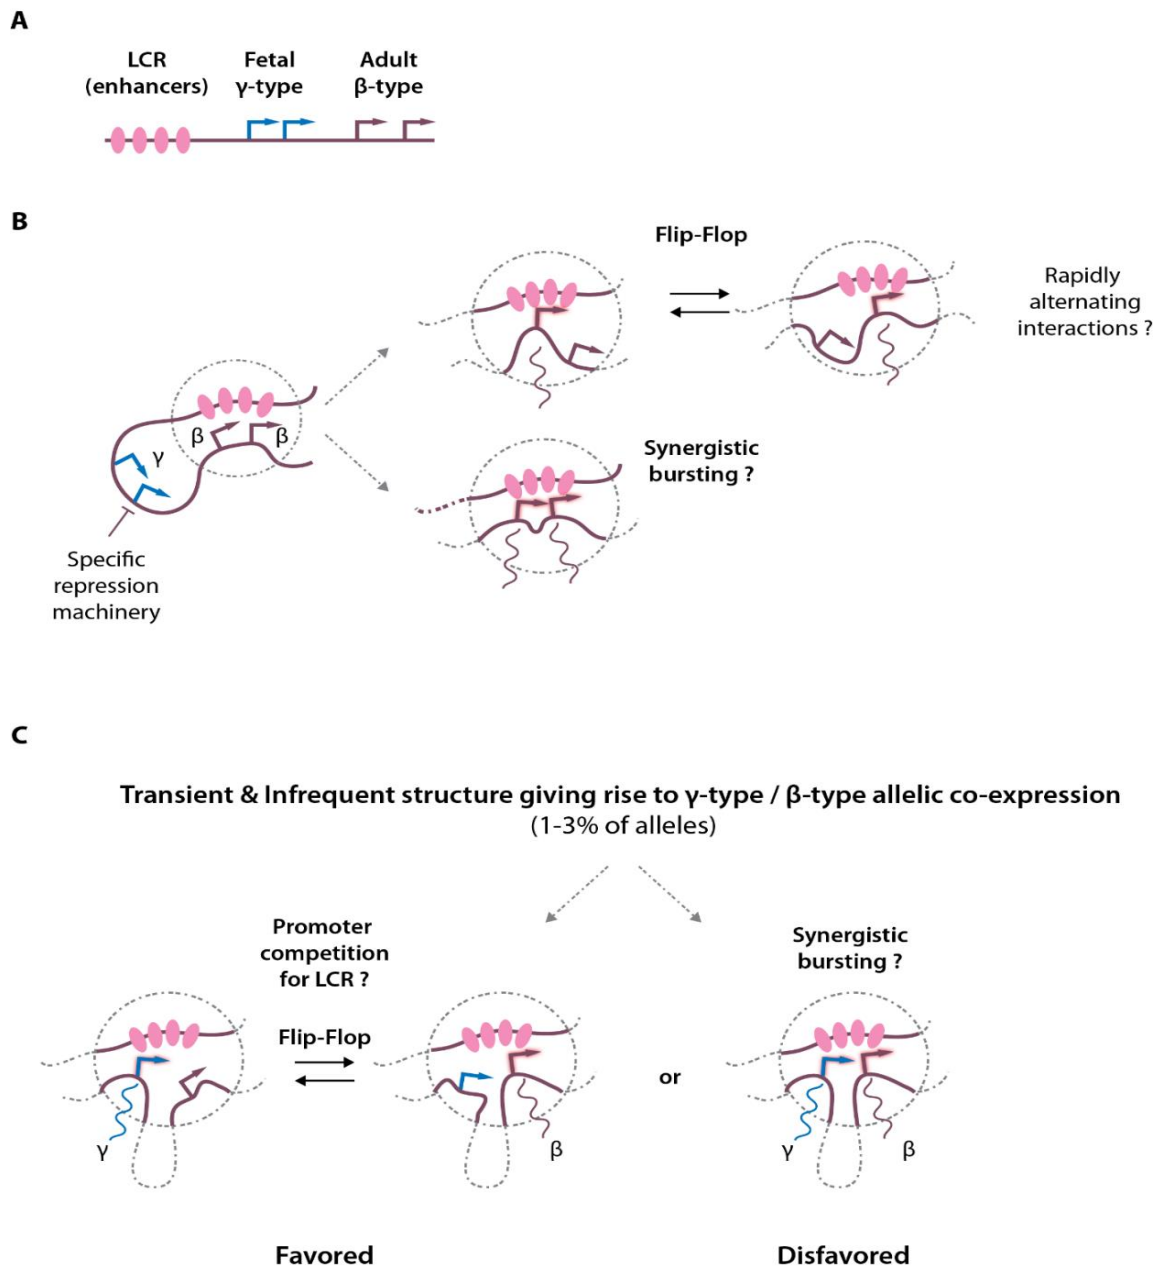 A
LCR
(enhancers)
Fetal
γ-type
Adult
β-type
B
Flip-Flop
Rapidly
alternating
interactions ?
β
β
γ
Synergistic
bursting ?
Specific
repression
machinery
C
Transient & Infrequent structure giving rise to γ-type / β-type allelic co-expression
(1-3% of alleles)
Promoter
competition
for LCR ?
Flip-Flop
Synergistic
bursting ?
or
γ
β
γ
β
Favored
Disfavored